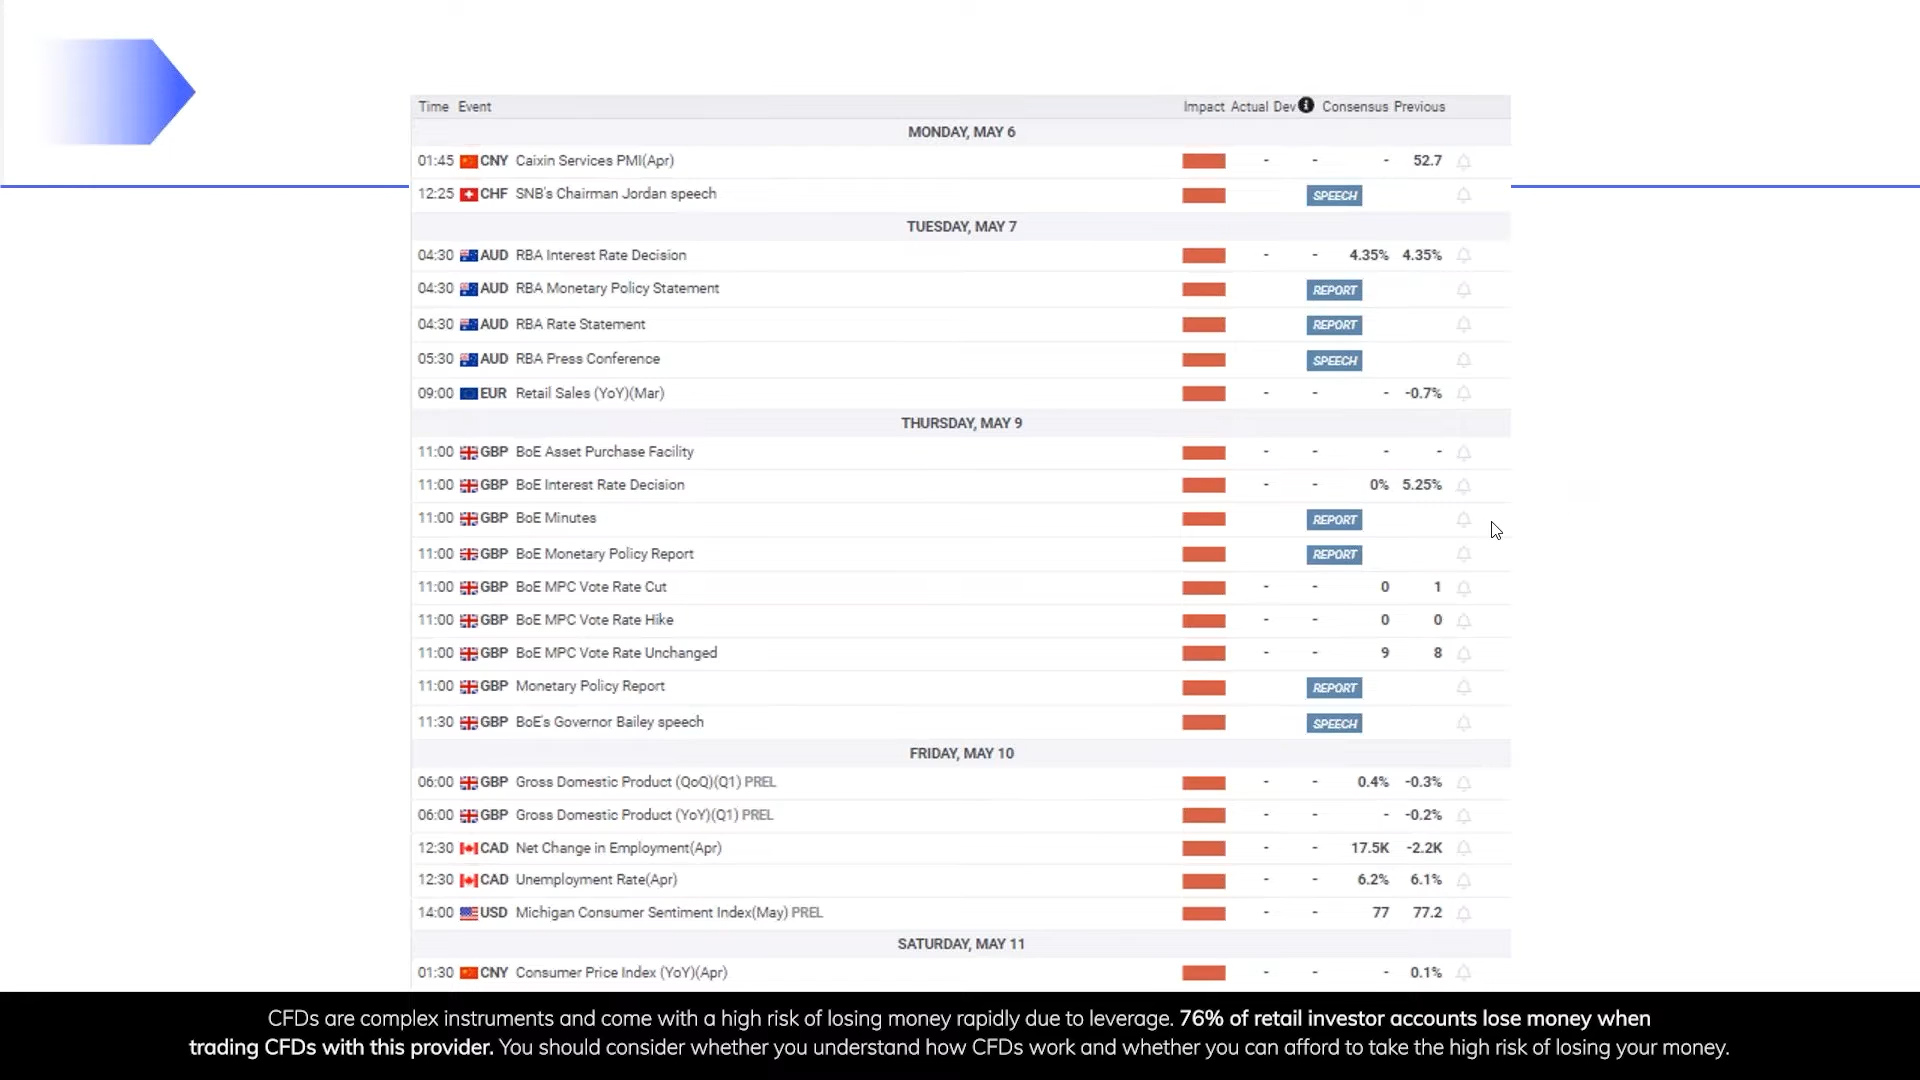 Time Event Impact Actual Dev Consensus Previous
MONDAY, MAY 6
01:45 CNY Caixin Services PMI(Apr) - - - 52.7
12:25 CHF SNB's Chairman Jordan speech SPEECH
TUESDAY, MAY 7
04:30 AUD RBA Interest Rate Decision - - 4.35% 4.35%
04:30 AUD RBA Monetary Policy Statement REPORT
04:30 AUD RBA Rate Statement REPORT
05:30 AUD RBA Press Conference SPEECH
09:00 EUR Retail Sales (YoY)(Mar) - - - -0.7%
THURSDAY, MAY 9
11:00 GBP BoE Asset Purchase Facility - - - -
11:00 GBP BoE Interest Rate Decision - - 0% 5.25%
11:00 GBP BoE Minutes REPORT
11:00 GBP BoE Monetary Policy Report REPORT
11:00 GBP BoE MPC Vote Rate Cut - - 0 1
11:00 GBP BoE MPC Vote Rate Hike - - 0 0
11:00 GBP BoE MPC Vote Rate Unchanged - - 9 8
11:00 GBP Monetary Policy Report REPORT
11:30 GBP BoE's Governor Bailey speech SPEECH
FRIDAY, MAY 10
06:00 GBP Gross Domestic Product (QoQ)(Q1) PREL - - 0.4% -0.3%
06:00 GBP Gross Domestic Product (YoY)(Q1) PREL - - - -0.2%
12:30 CAD Net Change in Employment(Apr) - - 17.5K -2.2K
12:30 CAD Unemployment Rate(Apr) - - 6.2% 6.1%
14:00 USD Michigan Consumer Sentiment Index(May) PREL - - 77 77.2
SATURDAY, MAY 11
01:30 CNY Consumer Price Index (YoY)(Apr) - - - 0.1%
CFDs are complex instruments and come with a high risk of losing money rapidly due to leverage. 76% of retail investor accounts lose money when
trading CFDs with this provider. You should consider whether you understand how CFDs work and whether you can afford to take the high risk of losing your money.